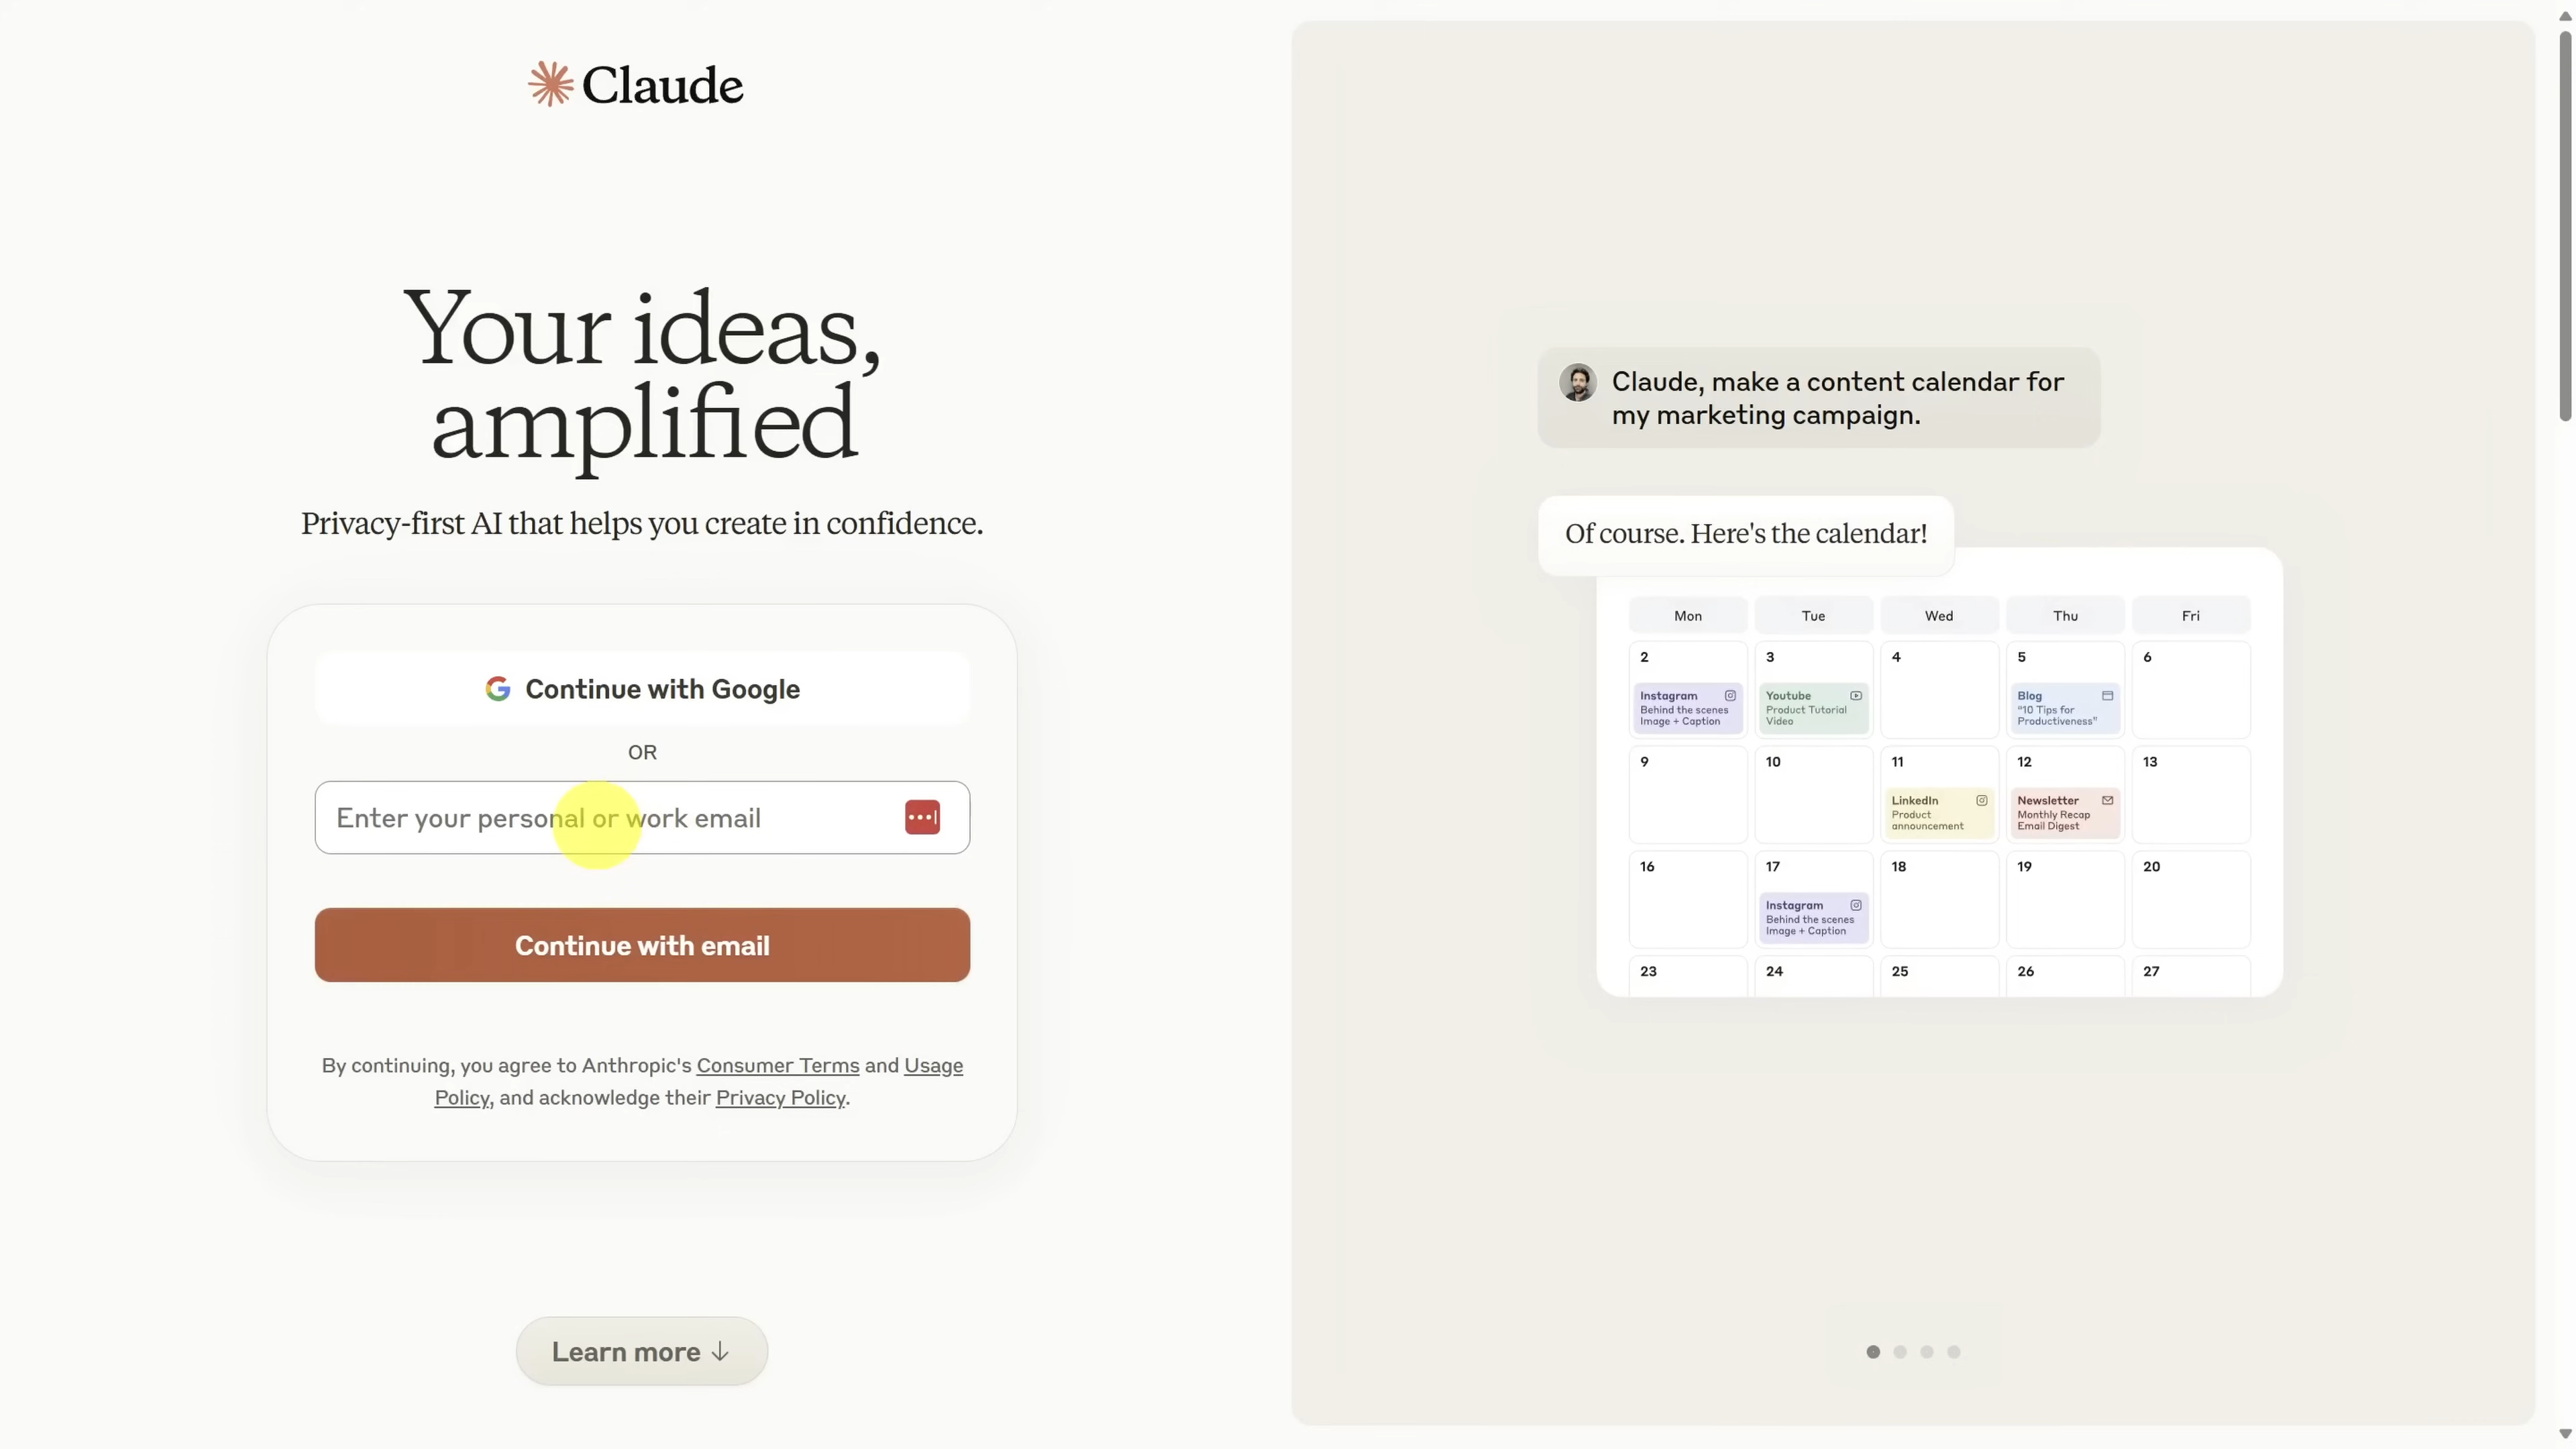 Claude
Your ideas,
amplified
Privacy-first AI that helps you create in confidence.
Continue with Google
OR
Enter your personal or work email
Continue with email
By continuing, you agree to Anthropic's Consumer Terms and Usage
Policy, and acknowledge their Privacy Policy.
Learn more ↓
Claude, make a content calendar for
my marketing campaign.
Of course. Here's the calendar!
Mon Tue Wed Thu Fri
2 3 4 5 6
Instagram Youtube Blog
Behind the scenes Product Tutorial "10 Tips for
Image + Caption Video Productiveness"
9 10 11 12 13
LinkedIn Newsletter
Product Monthly Recap
announcement Email Digest
16 17 18 19 20
Instagram
Behind the scenes
Image + Caption
23 24 25 26 27